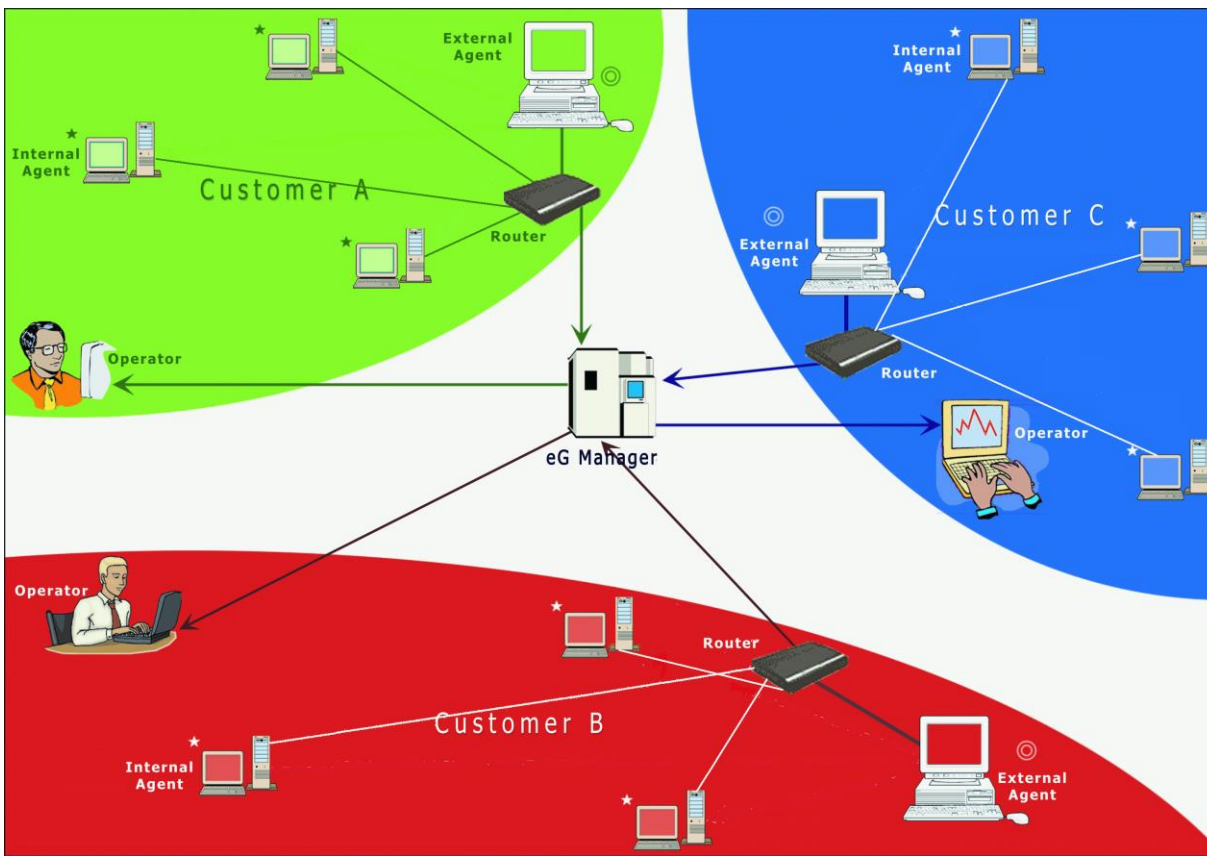 External
Agent
Internal
Agent
Customer A
Router
Operator
Internal
Agent
Customer C
External
Agent
Router
Operator
eG Manager
Operator
Router
Customer B
Internal
Agent
External
Agent